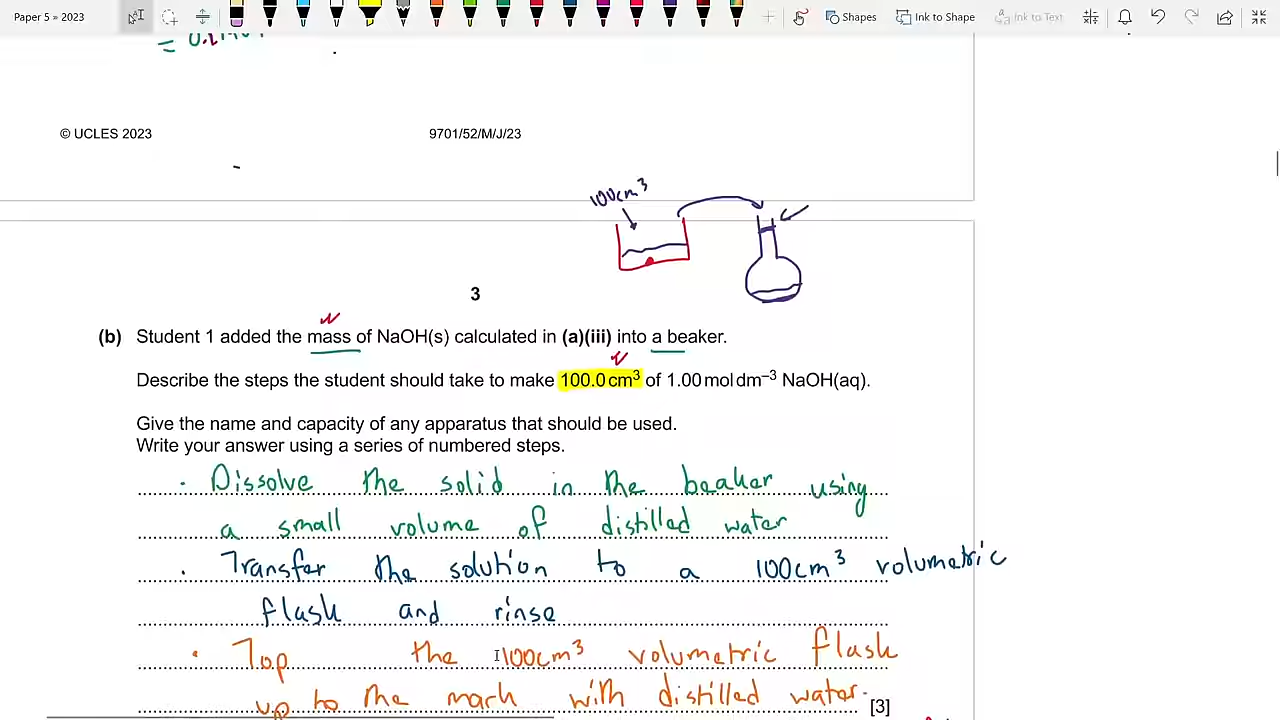 Paper 5 » 2023
Shapes
Ink to Shape
Ink to Text
© UCLES 2023
9701/52/M/J/23
100cm³
3
(b) Student 1 added the mass of NaOH(s) calculated in (a)(iii) into a beaker.
Describe the steps the student should take to make 100.0 cm³ of 1.00 mol dm⁻³ NaOH(aq).
Give the name and capacity of any apparatus that should be used.
Write your answer using a series of numbered steps.
· Dissolve the solid in the beaker using
a small volume of distilled water
· Transfer the solution to a 100cm³ volumetric
flask and rinse
· Top the 100cm³ volumetric flask
up to the mark with distilled water.
[3]